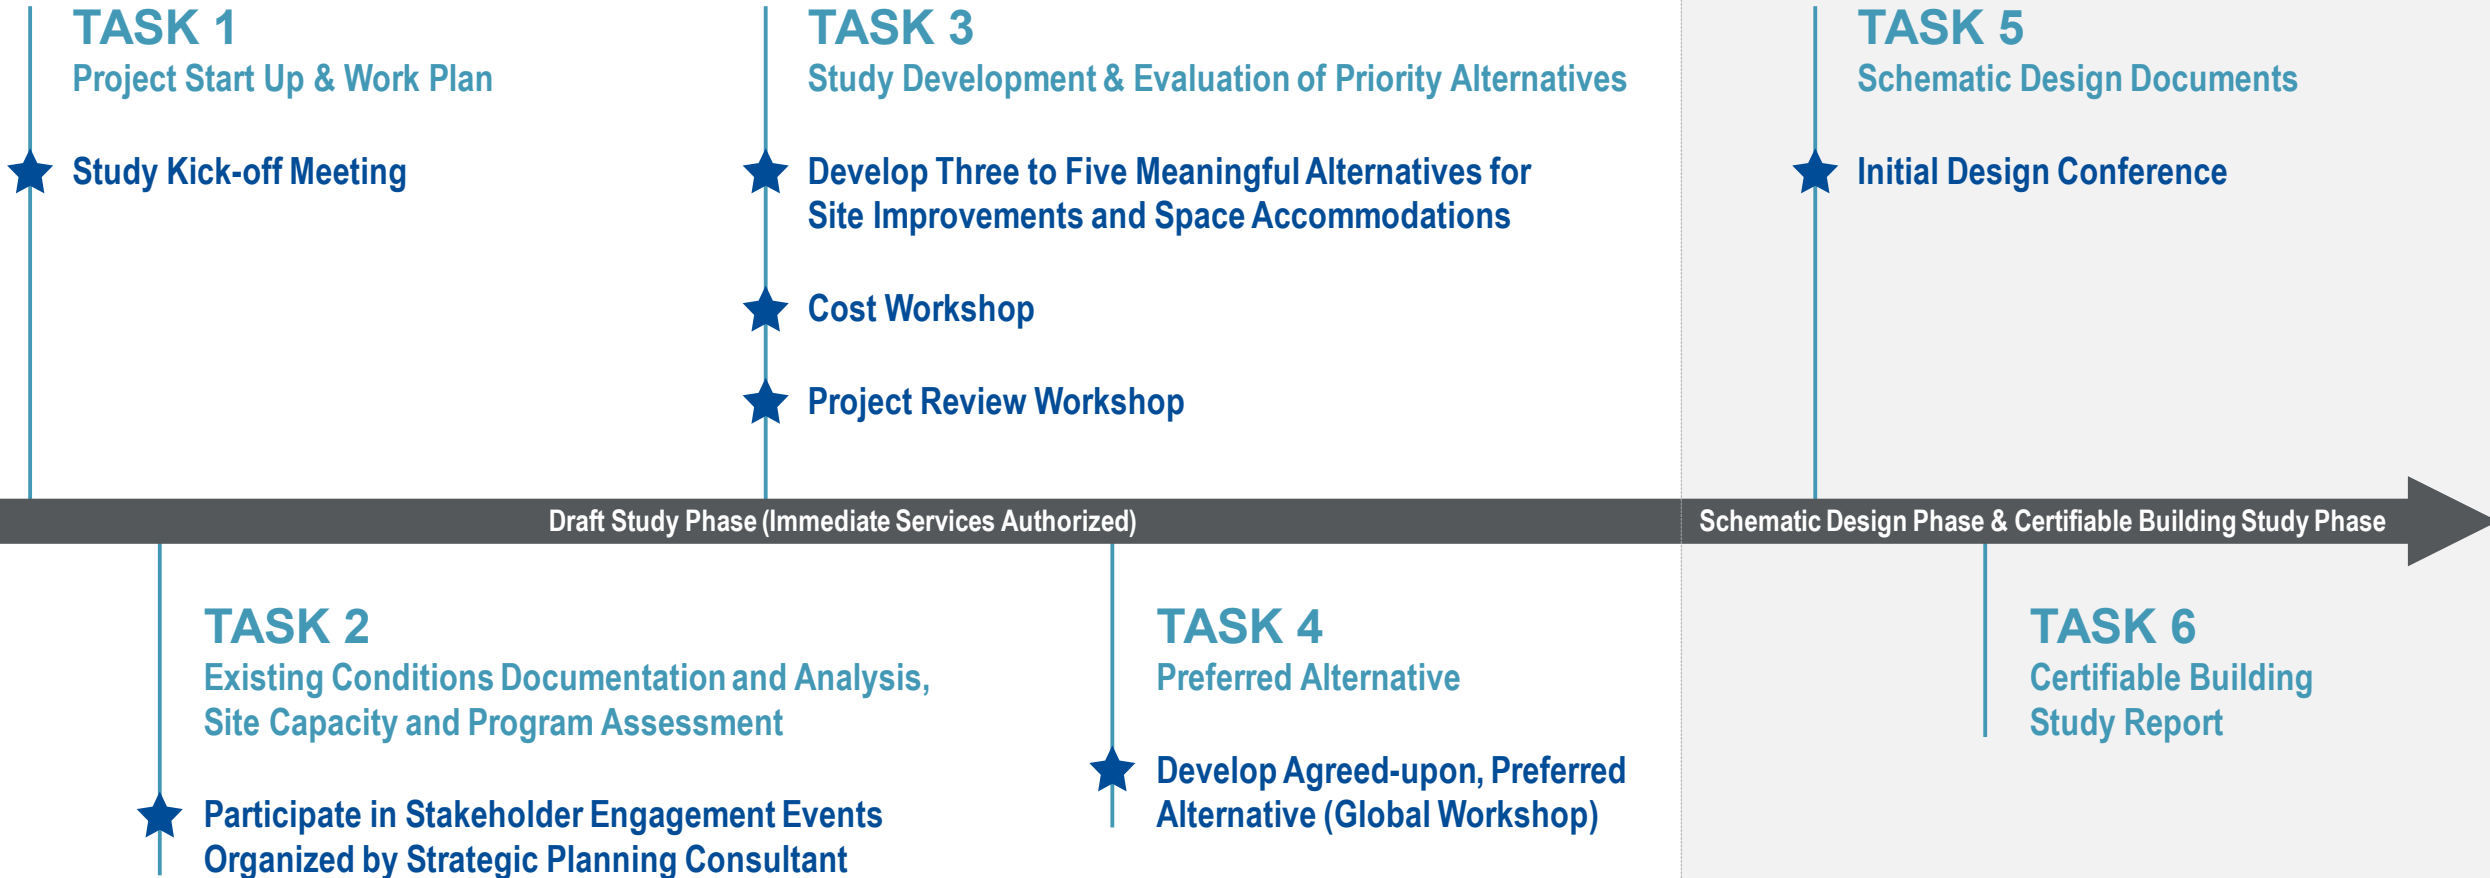 TASK 1
Project Start Up & Work Plan
Study Kick-off Meeting
TASK 3
Study Development & Evaluation of Priority Alternatives
Develop Three to Five Meaningful Alternatives for
Site Improvements and Space Accommodations
Cost Workshop
Project Review Workshop
TASK 5
Schematic Design Documents
Initial Design Conference
Draft Study Phase (Immediate Services Authorized)
Schematic Design Phase & Certifiable Building Study Phase
TASK 2
Existing Conditions Documentation and Analysis,
Site Capacity and Program Assessment
Participate in Stakeholder Engagement Events
Organized by Strategic Planning Consultant
TASK 4
Preferred Alternative
Develop Agreed-upon, Preferred
Alternative (Global Workshop)
TASK 6
Certifiable Building
Study Report